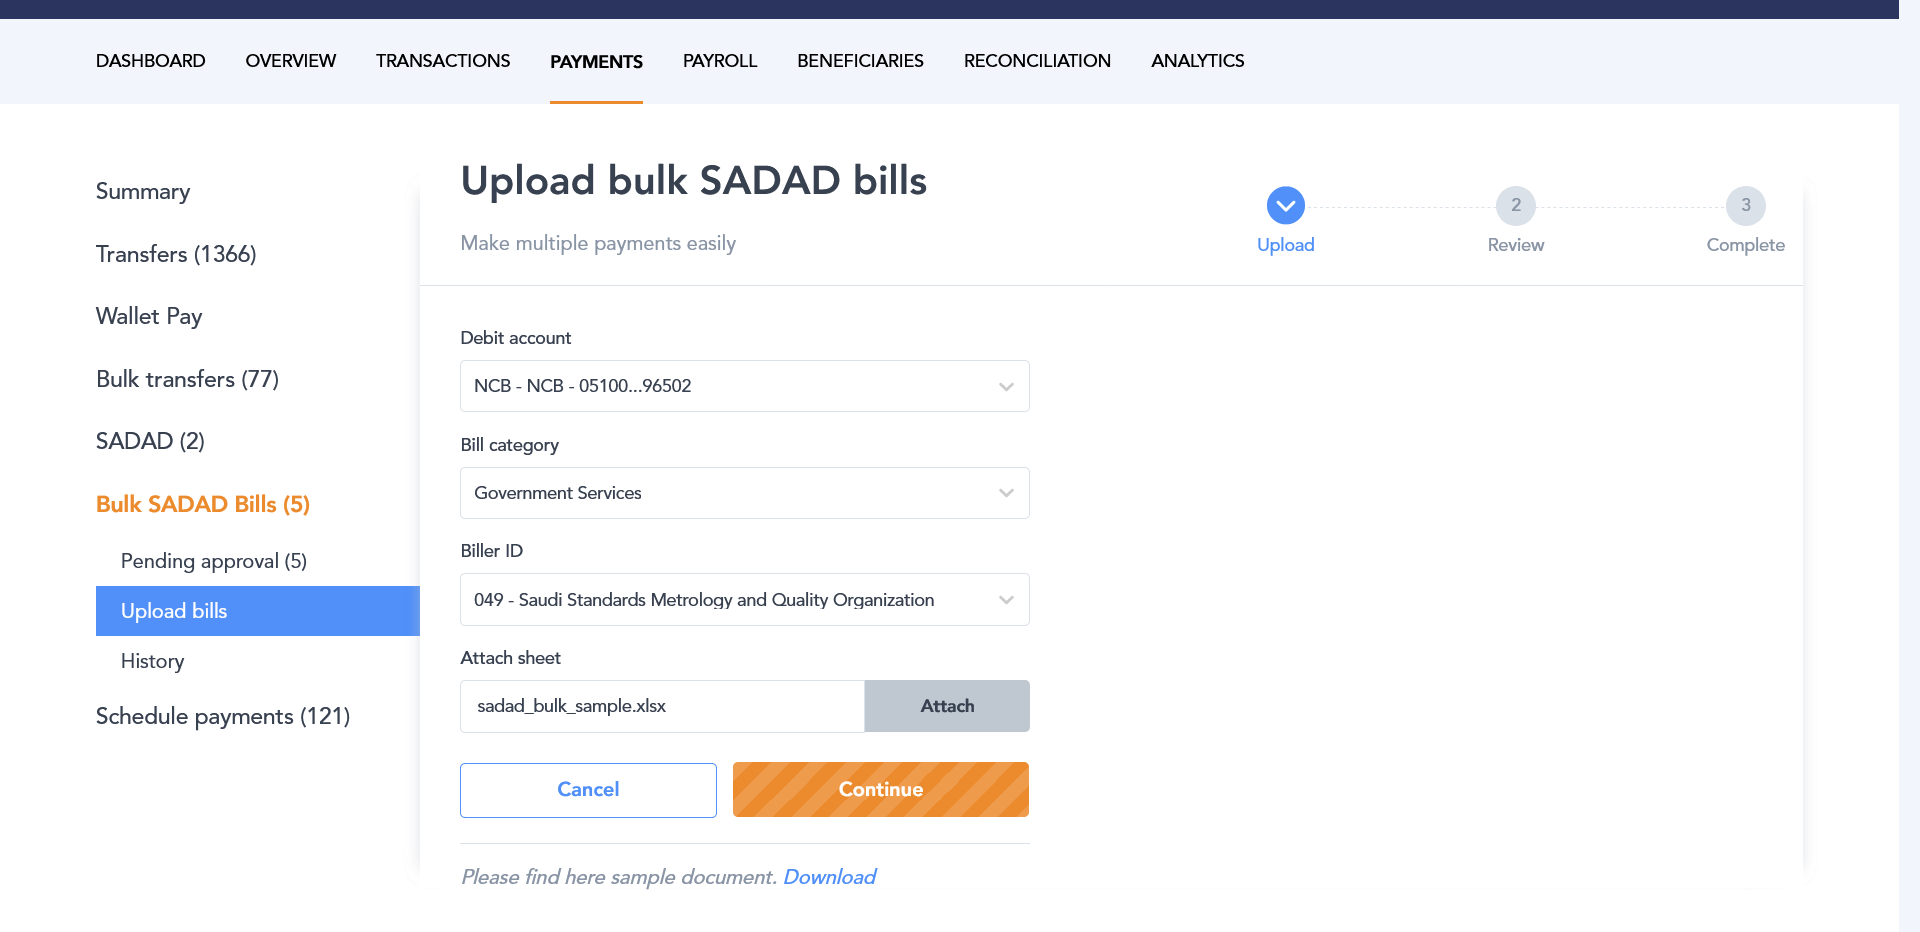 DASHBOARD OVERVIEW TRANSACTIONS PAYMENTS PAYROLL BENEFICIARIES RECONCILIATION ANALYTICS
Summary
Transfers (1366)
Wallet Pay
Bulk transfers (77)
SADAD (2)
Bulk SADAD Bills (5)
Pending approval (5)
Upload bills
History
Schedule payments (121)
Upload bulk SADAD bills
Make multiple payments easily
2 3
Upload Review Complete
Debit account
NCB - NCB - 05100...96502
Bill category
Government Services
Biller ID
049 - Saudi Standards Metrology and Quality Organization
Attach sheet
sadad_bulk_sample.xlsx Attach
Cancel Continue
Please find here sample document. Download